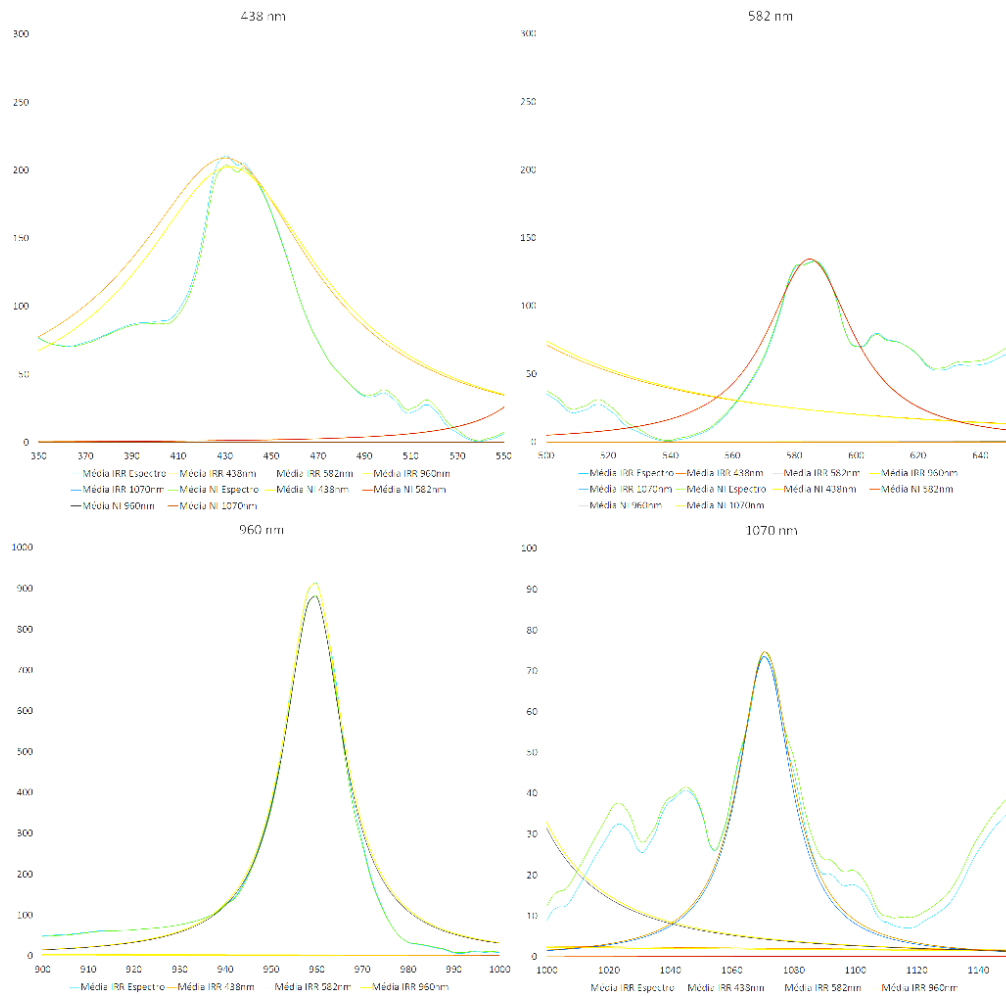 438 nm
300
250
200
150
100
50
0
350 370 390 410 430 450 470 490 510 530 550
Média IRR Espectro Média IRR 438nm Média IRR 582nm Média IRR 960nm
Média IRR 1070nm Média NI Espectro Média NI 438nm Média NI 582nm
Média NI 960nm Média NI 1070nm
582 nm
300
250
200
150
100
50
0
500 520 540 560 580 600 620 640
Média IRR Espectro Média IRR 438nm Média IRR 582nm Média IRR 960nm
Média IRR 1070nm Média NI Espectro Média NI 438nm Média NI 582nm
Média NI 960nm Média NI 1070nm
960 nm
1000
900
800
700
600
500
400
300
200
100
0
900 910 920 930 940 950 960 970 980 990 1000
Média IRR Espectro Média IRR 438nm Média IRR 582nm Média IRR 960nm
1070 nm
100
90
80
70
60
50
40
30
20
10
0
1000 1020 1040 1060 1080 1100 1120 1140
Média IRR Espectro Média IRR 438nm Média IRR 582nm Média IRR 960nm